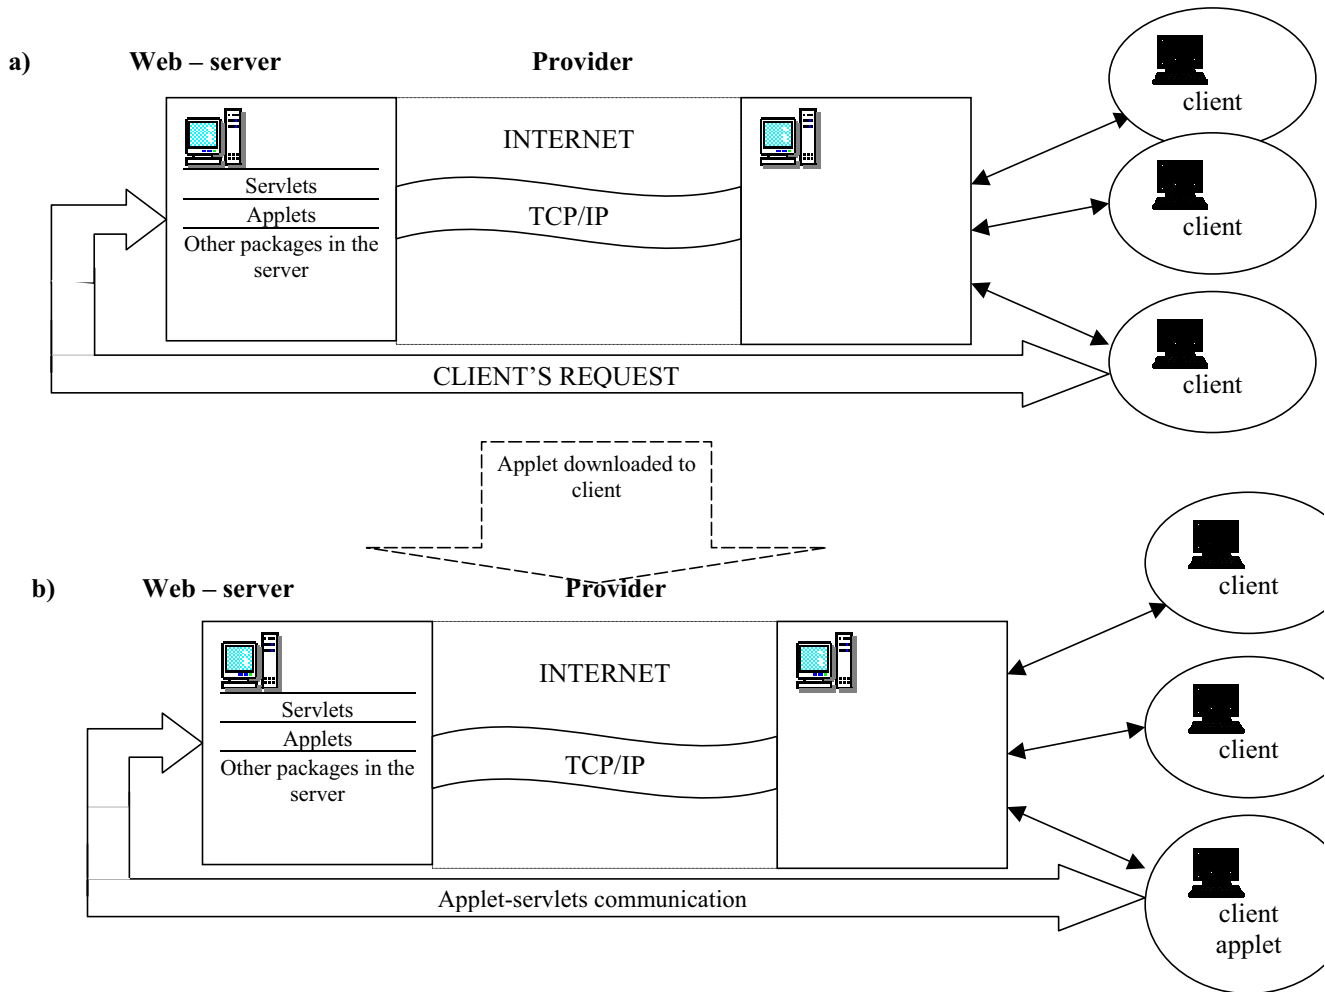 a)
Web – server
Provider
client
INTERNET
Servlets
Applets
TCP/IP
Other packages in the
server
client
client
CLIENT'S REQUEST
Applet downloaded to
client
b)
Web – server
Provider
client
INTERNET
Servlets
Applets
TCP/IP
Other packages in the
server
client
Applet-servlets communication
client
applet